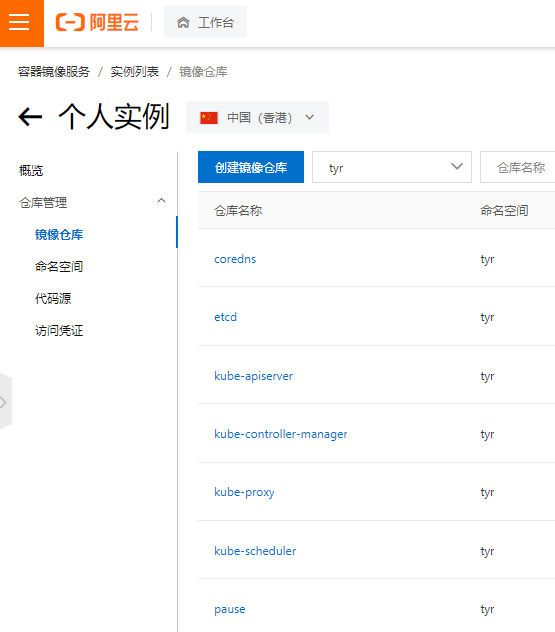 阿里云 工作台
容器镜像服务 / 实例列表 / 镜像仓库
个人实例 中国（香港）
概览
仓库管理
镜像仓库
命名空间
代码源
访问凭证
创建镜像仓库 tyr 仓库名称
仓库名称 命名空间
coredns tyr
etcd tyr
kube-apiserver tyr
kube-controller-manager tyr
kube-proxy tyr
kube-scheduler tyr
pause tyr